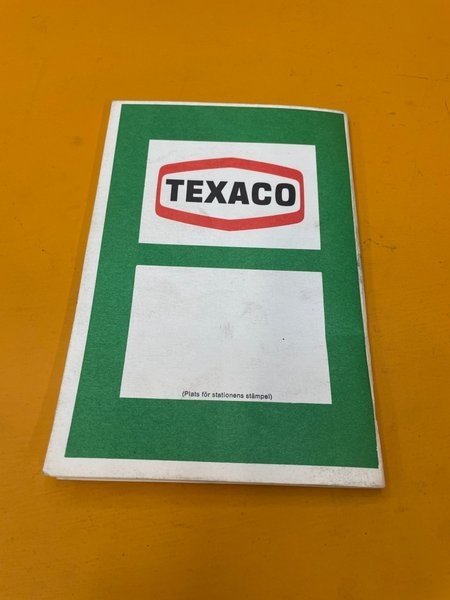 TEXACO
(Plats för stationens stämpel)